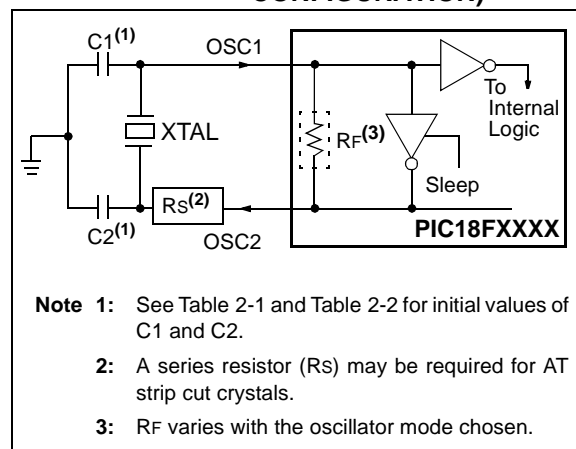 CONFIGURATION)
C1(1)
OSC1
To
Internal
Logic
XTAL
RF(3)
Sleep
RS(2)
C2(1)
OSC2
PIC18FXXXX
Note 1: See Table 2-1 and Table 2-2 for initial values of
C1 and C2.
2: A series resistor (RS) may be required for AT
strip cut crystals.
3: RF varies with the oscillator mode chosen.